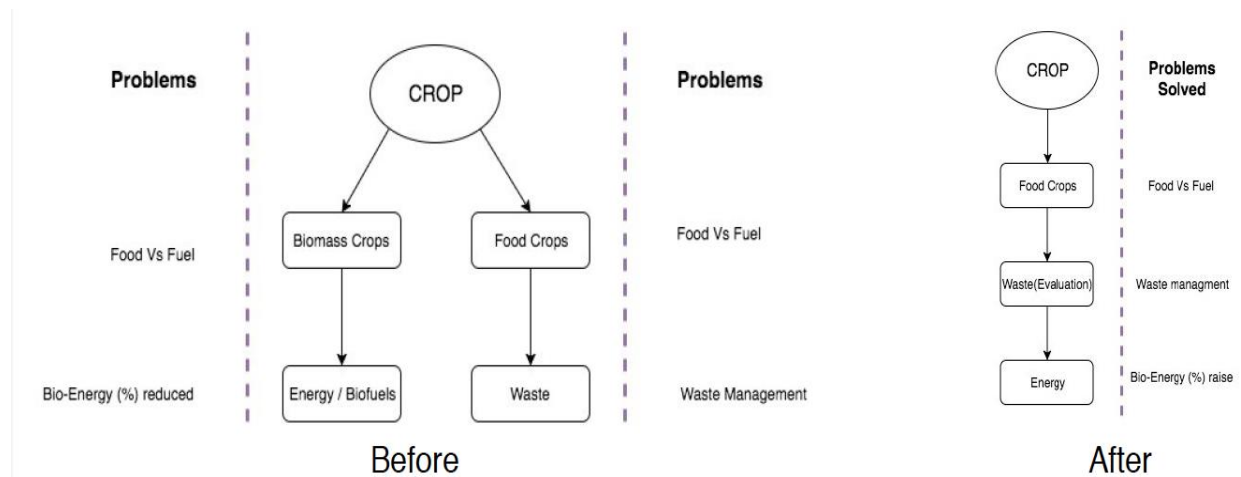 Problems
CROP
Problems
Food Vs Fuel
Biomass Crops
Food Crops
Food Vs Fuel
Bio-Energy (%) reduced
Energy / Biofuels
Waste
Waste Management
Before
CROP
Problems
Solved
Food Crops
Food Vs Fuel
Waste(Evaluation)
Waste managment
Energy
Bio-Energy (%) raise
After